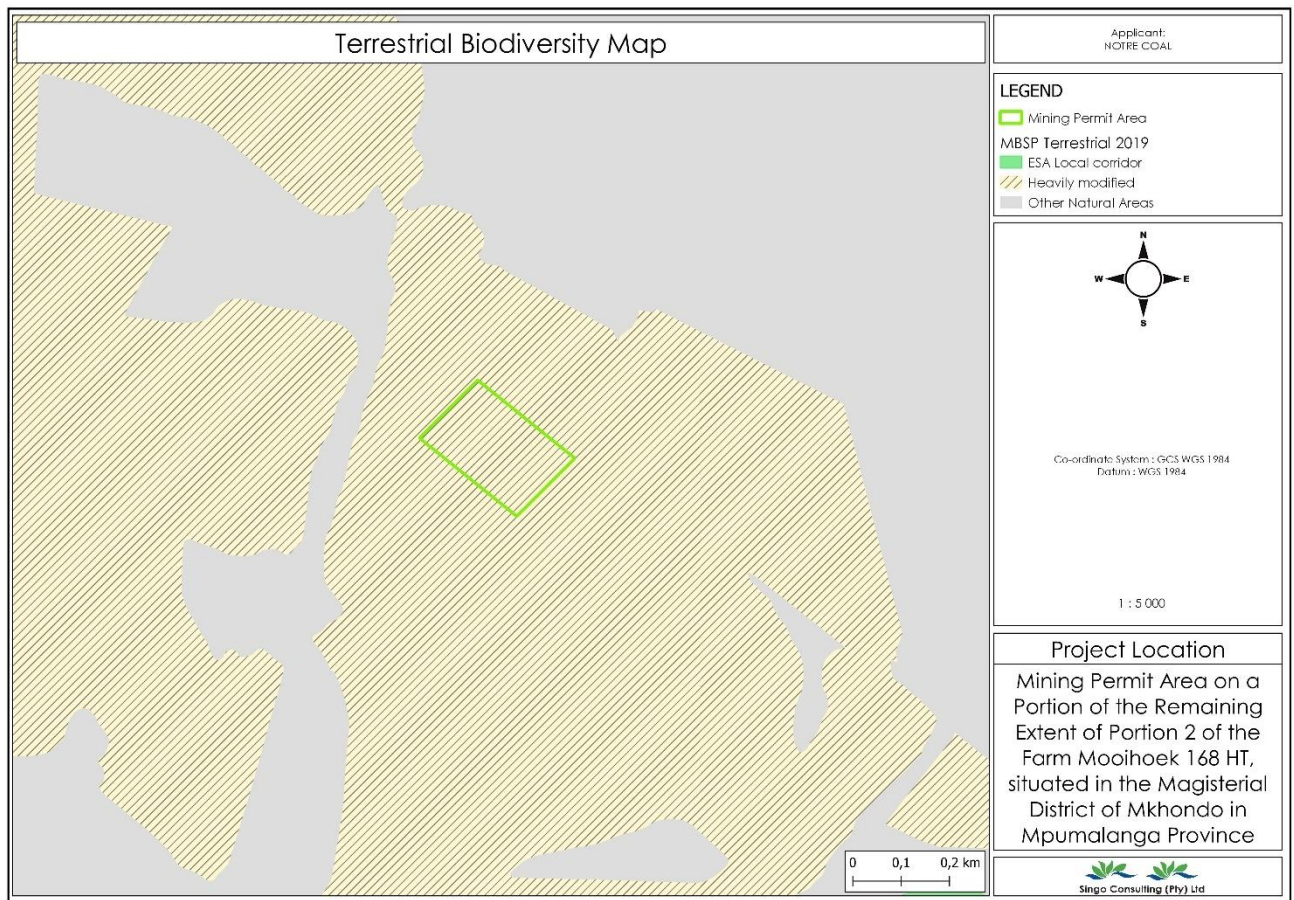 Terrestrial Biodiversity Map
Applicant:
NOTRE COAL
LEGEND
Mining Permit Area
MBSP Terrestrial 2019
ESA Local corridor
Heavily modified
Other Natural Areas
N
W E
S
Co-ordinate System : GCS WGS 1984
Datum : WGS 1984
1 : 5 000
Project Location
Mining Permit Area on a
Portion of the Remaining
Extent of Portion 2 of the
Farm Mooihoek 168 HT,
situated in the Magisterial
District of Mkhondo in
Mpumalanga Province
0 0,1 0,2 km
Singo Consulting (Pty) Ltd